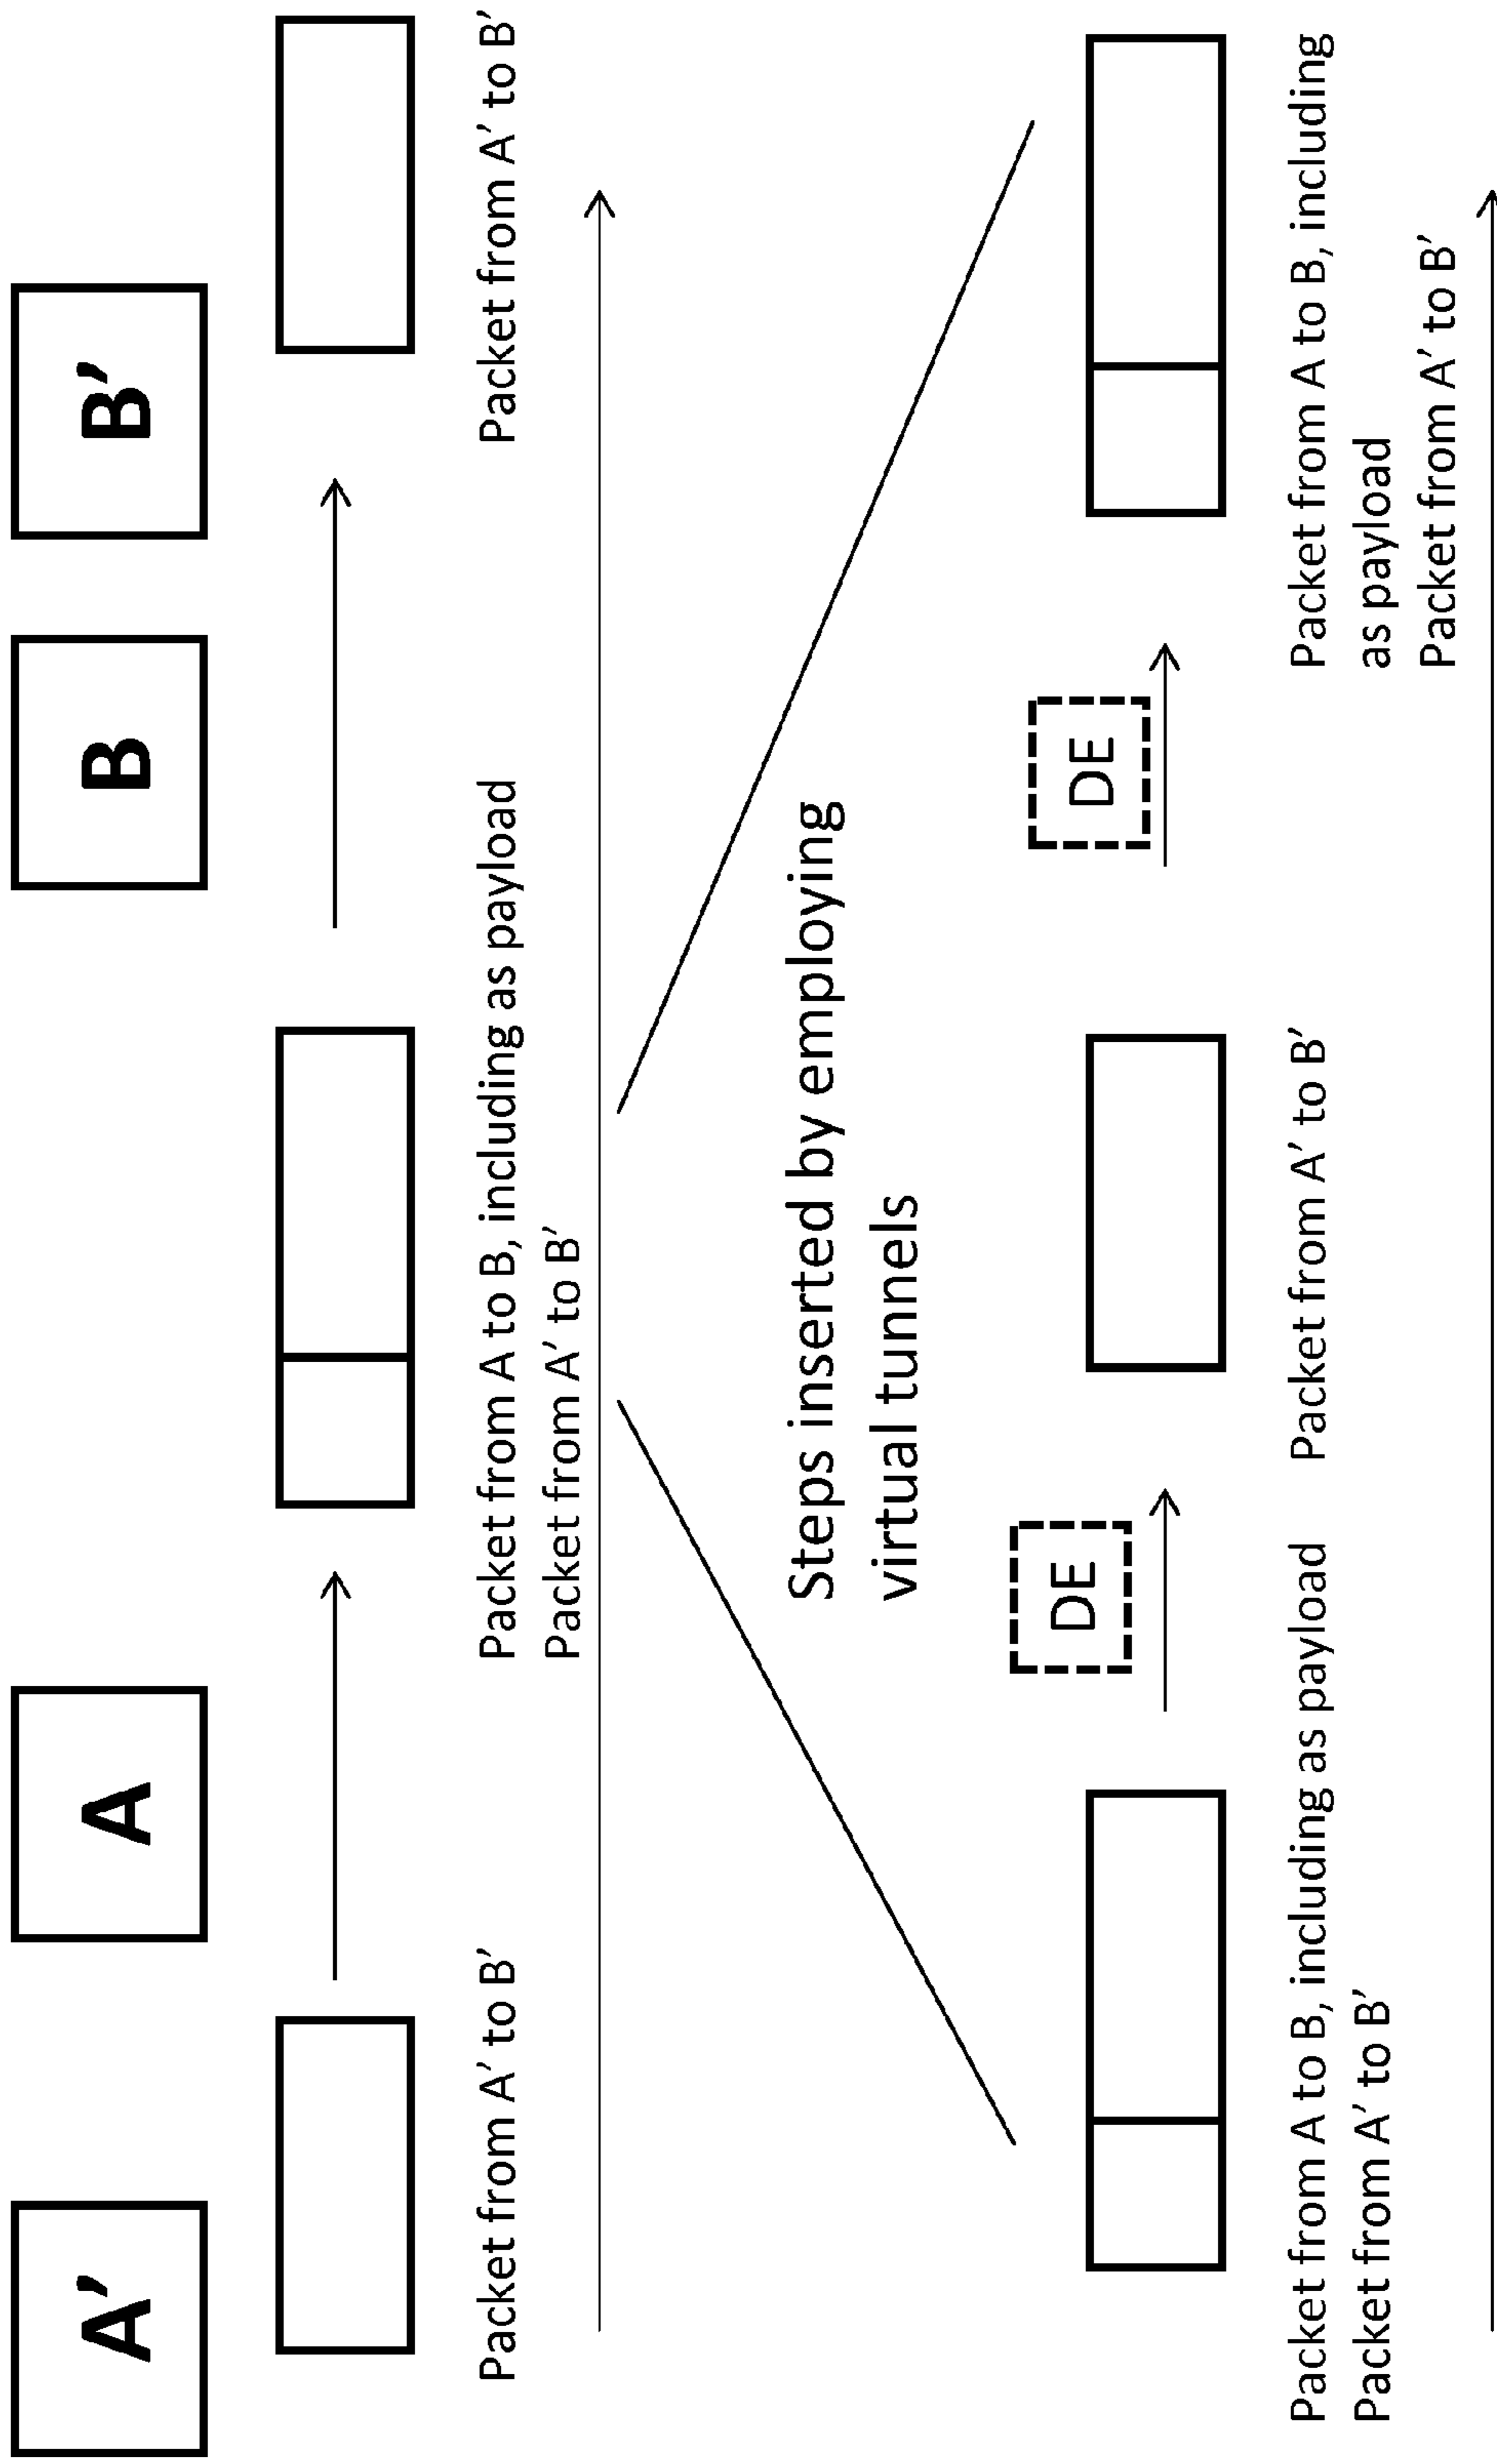 A'
A
B
B'
Packet from A' to B'
Packet from A to B, including as payload
Packet from A' to B'
Packet from A' to B'
Steps inserted by employing
virtual tunnels
DE
DE
Packet from A to B, including as payload
Packet from A' to B'
Packet from A' to B'
Packet from A to B, including
as payload
Packet from A' to B'